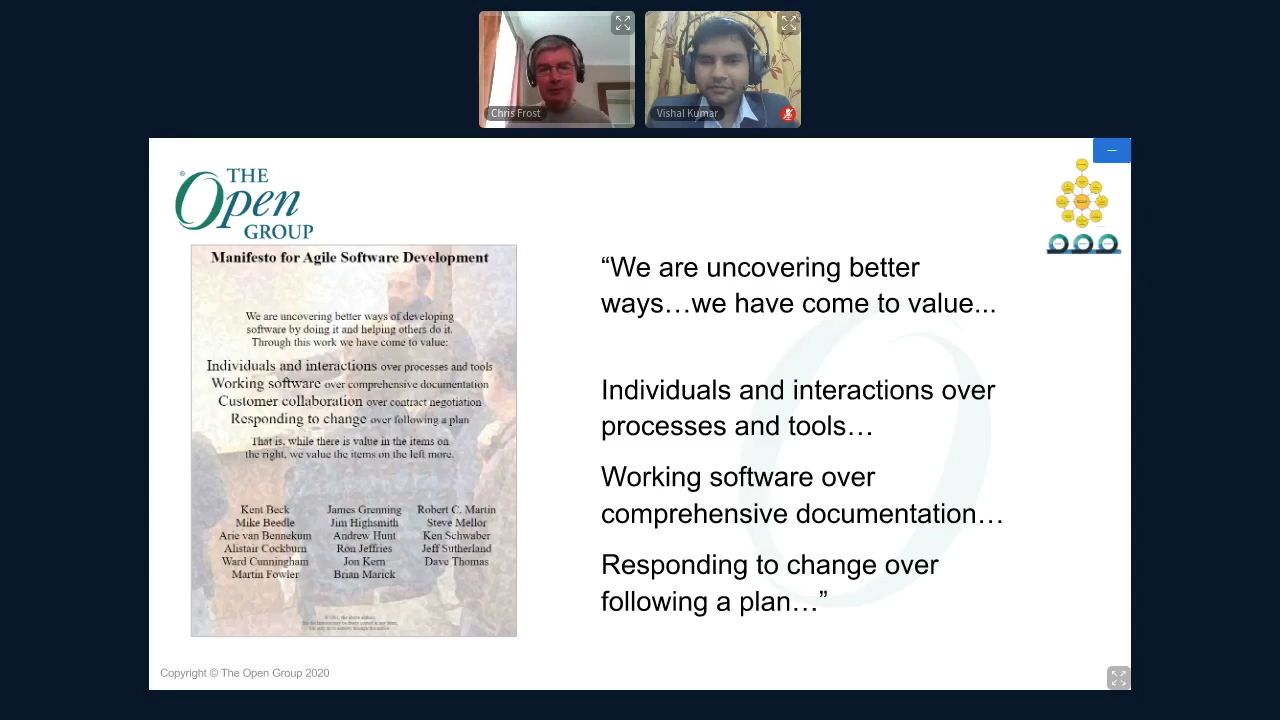 Chris Frost
Vishal Kumar
THE
Open
GROUP
Manifesto for Agile Software Development
We are uncovering better ways of developing
software by doing it and helping others do it.
Through this work we have come to value:
Individuals and interactions over processes and tools
Working software over comprehensive documentation
Customer collaboration over contract negotiation
Responding to change over following a plan
That is, while there is value in the items on
the right, we value the items on the left more.
Kent Beck
Mike Beedle
Arie van Bennekum
Alistair Cockburn
Ward Cunningham
Martin Fowler
James Grenning
Jim Highsmith
Andrew Hunt
Ron Jeffries
Jon Kern
Brian Marick
Robert C. Martin
Steve Mellor
Ken Schwaber
Jeff Sutherland
Dave Thomas
“We are uncovering better
ways…we have come to value...
Individuals and interactions over
processes and tools…
Working software over
comprehensive documentation…
Responding to change over
following a plan…”
Copyright © The Open Group 2020